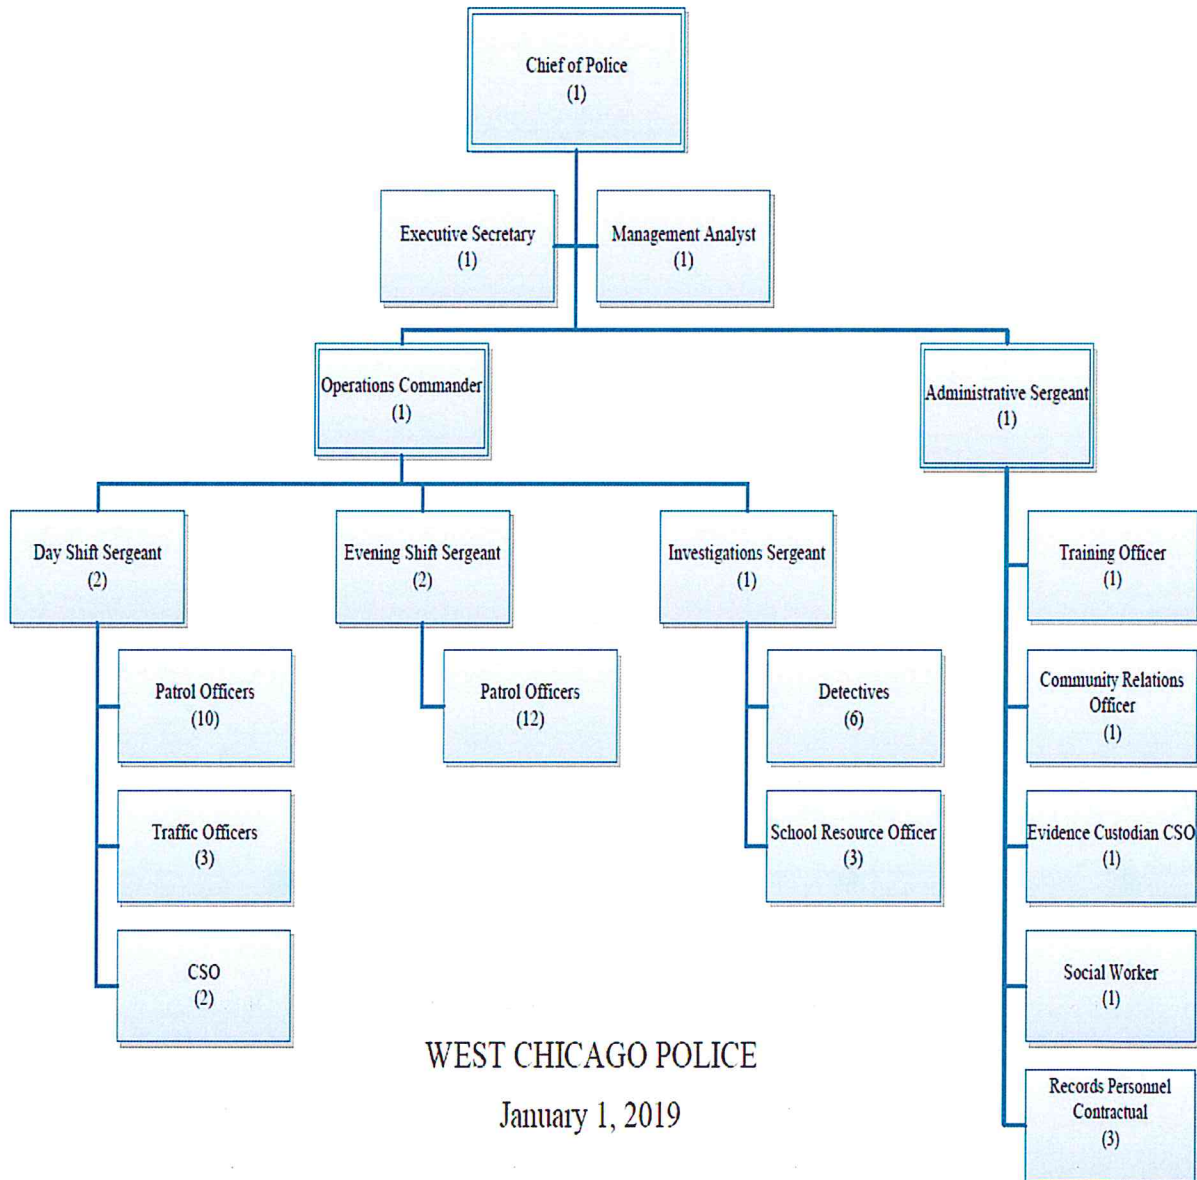 Chief of Police
(1)
Executive Secretary
(1)
Management Analyst
(1)
Operations Commander
(1)
Administrative Sergeant
(1)
Day Shift Sergeant
(2)
Evening Shift Sergeant
(2)
Investigations Sergeant
(1)
Training Officer
(1)
Patrol Officers
(10)
Patrol Officers
(12)
Detectives
(6)
Community Relations
Officer
(1)
Traffic Officers
(3)
School Resource Officer
(3)
Evidence Custodian CSO
(1)
CSO
(2)
Social Worker
(1)
WEST CHICAGO POLICE
January 1, 2019
Records Personnel
Contractual
(3)